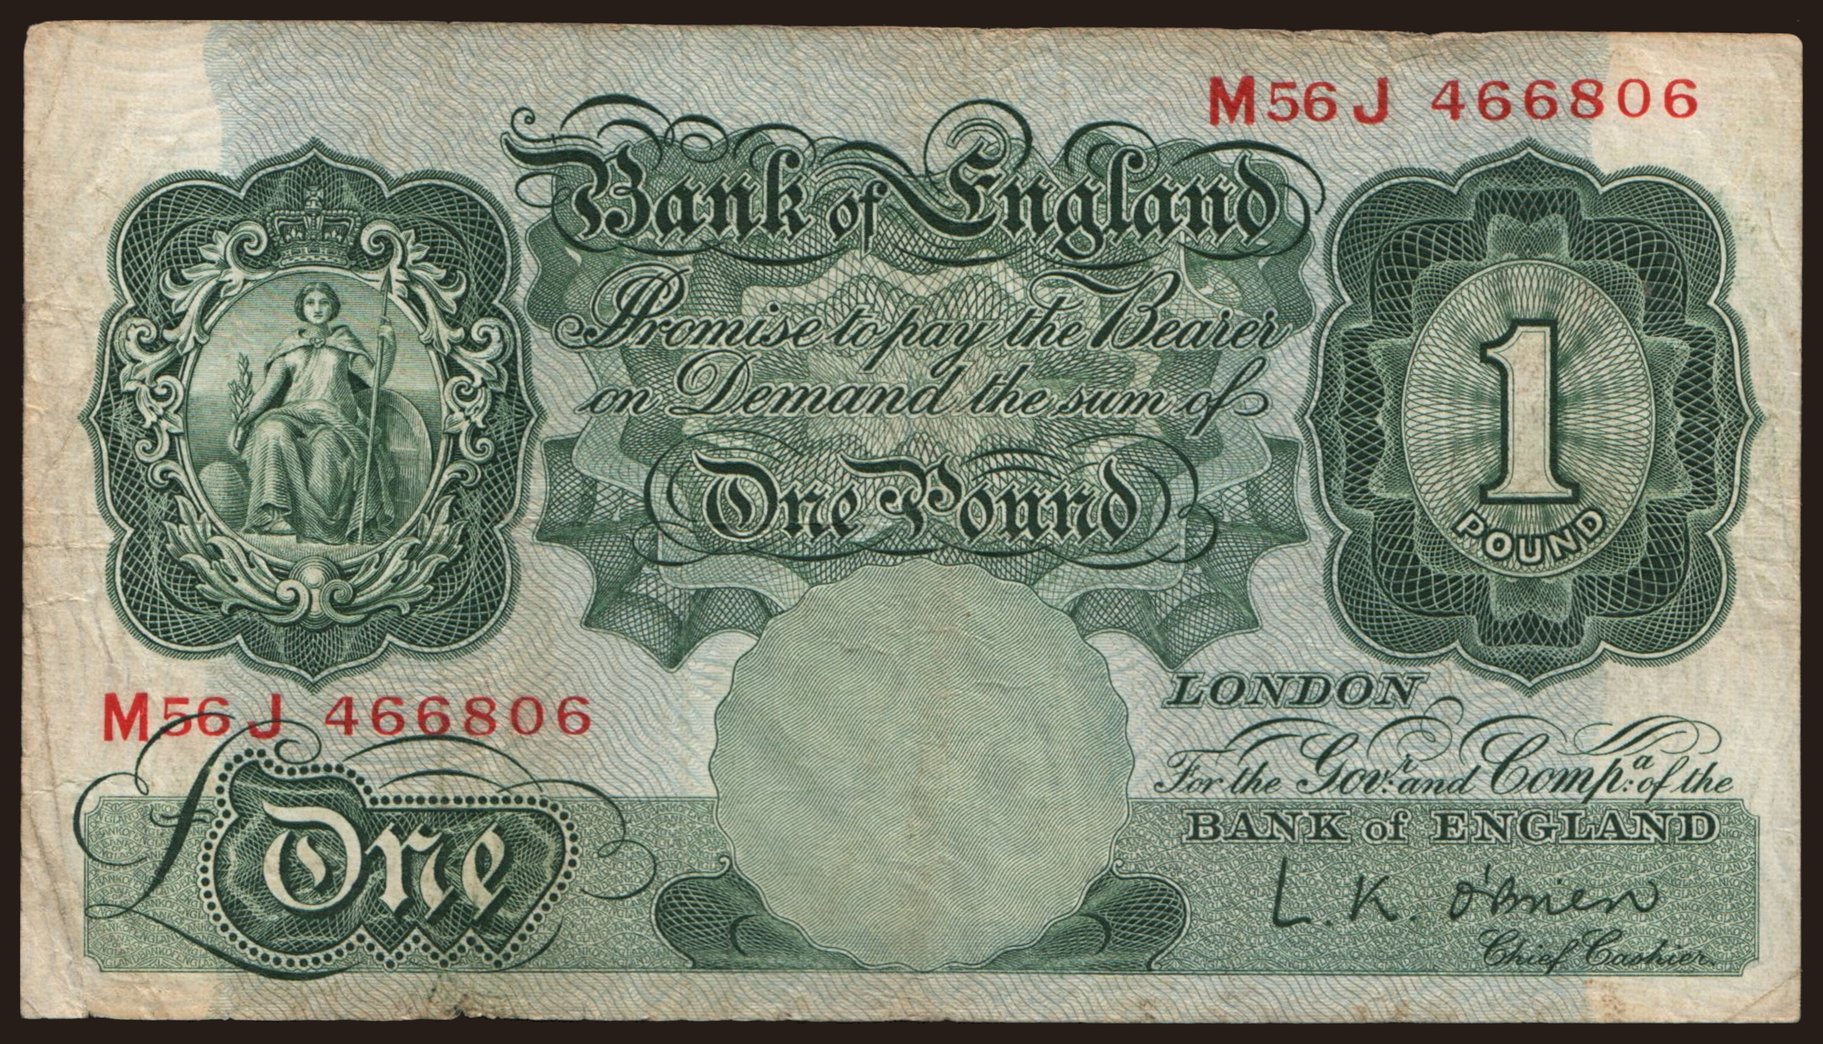 M56J 466806
Bank of England
Promise to pay the Bearer
on Demand the sum of
One Pound
1
POUND
M56J 466806
LONDON
For the Govr. and Compa. of the
BANK of ENGLAND
£One
L. K. O'Brien
Chief Cashier.